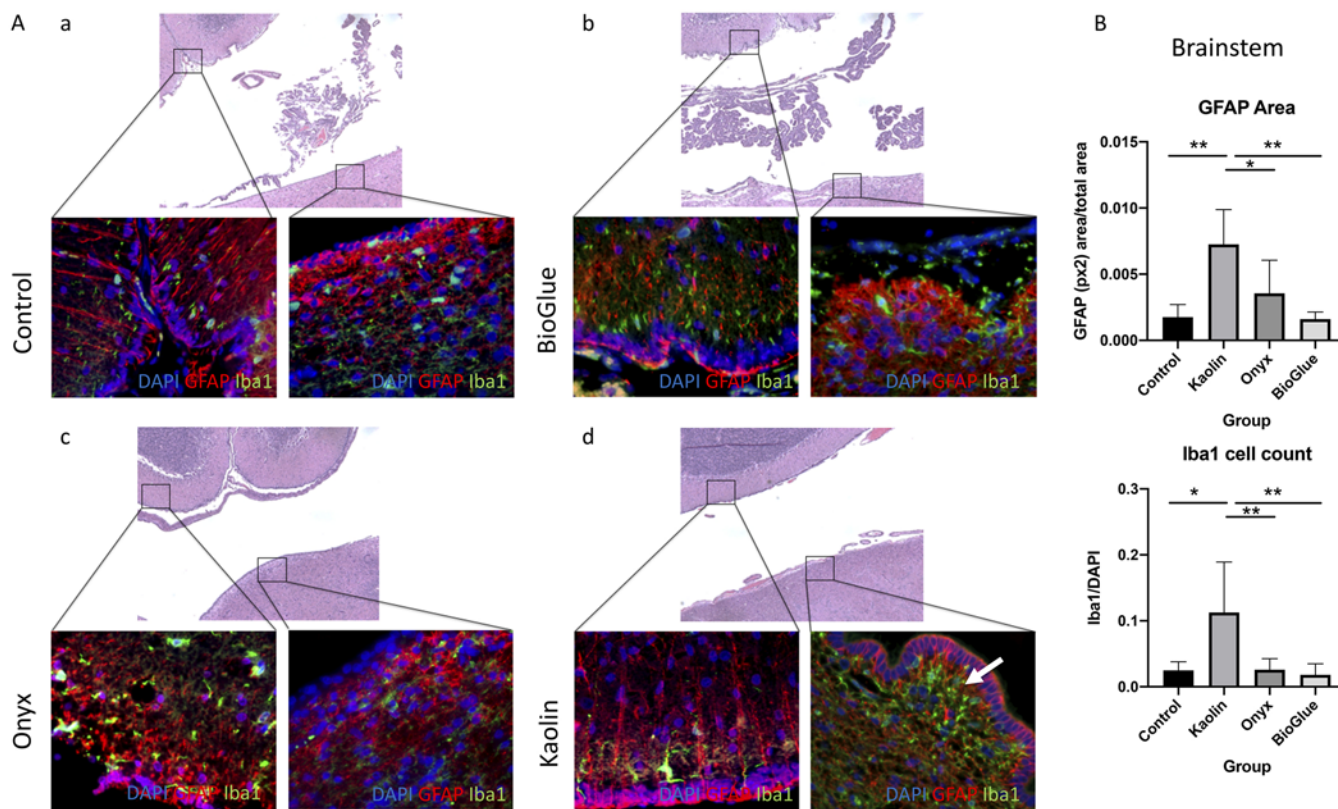 A
a
b
Control
DAPI GFAP Iba1
DAPI GFAP Iba1
BioGlue
DAPI GFAP Iba1
DAPI GFAP Iba1
c
d
Onyx
DAPI GFAP Iba1
DAPI GFAP Iba1
Kaolin
DAPI GFAP Iba1
DAPI GFAP Iba1
B
Brainstem
GFAP Area
GFAP (px2) area/total area
0.015
0.010
0.005
0.000
** **
*
Control Kaolin Onyx BioGlue
Group
Iba1 cell count
Iba1/DAPI
0.3
0.2
0.1
0.0
* **
**
Control Kaolin Onyx BioGlue
Group